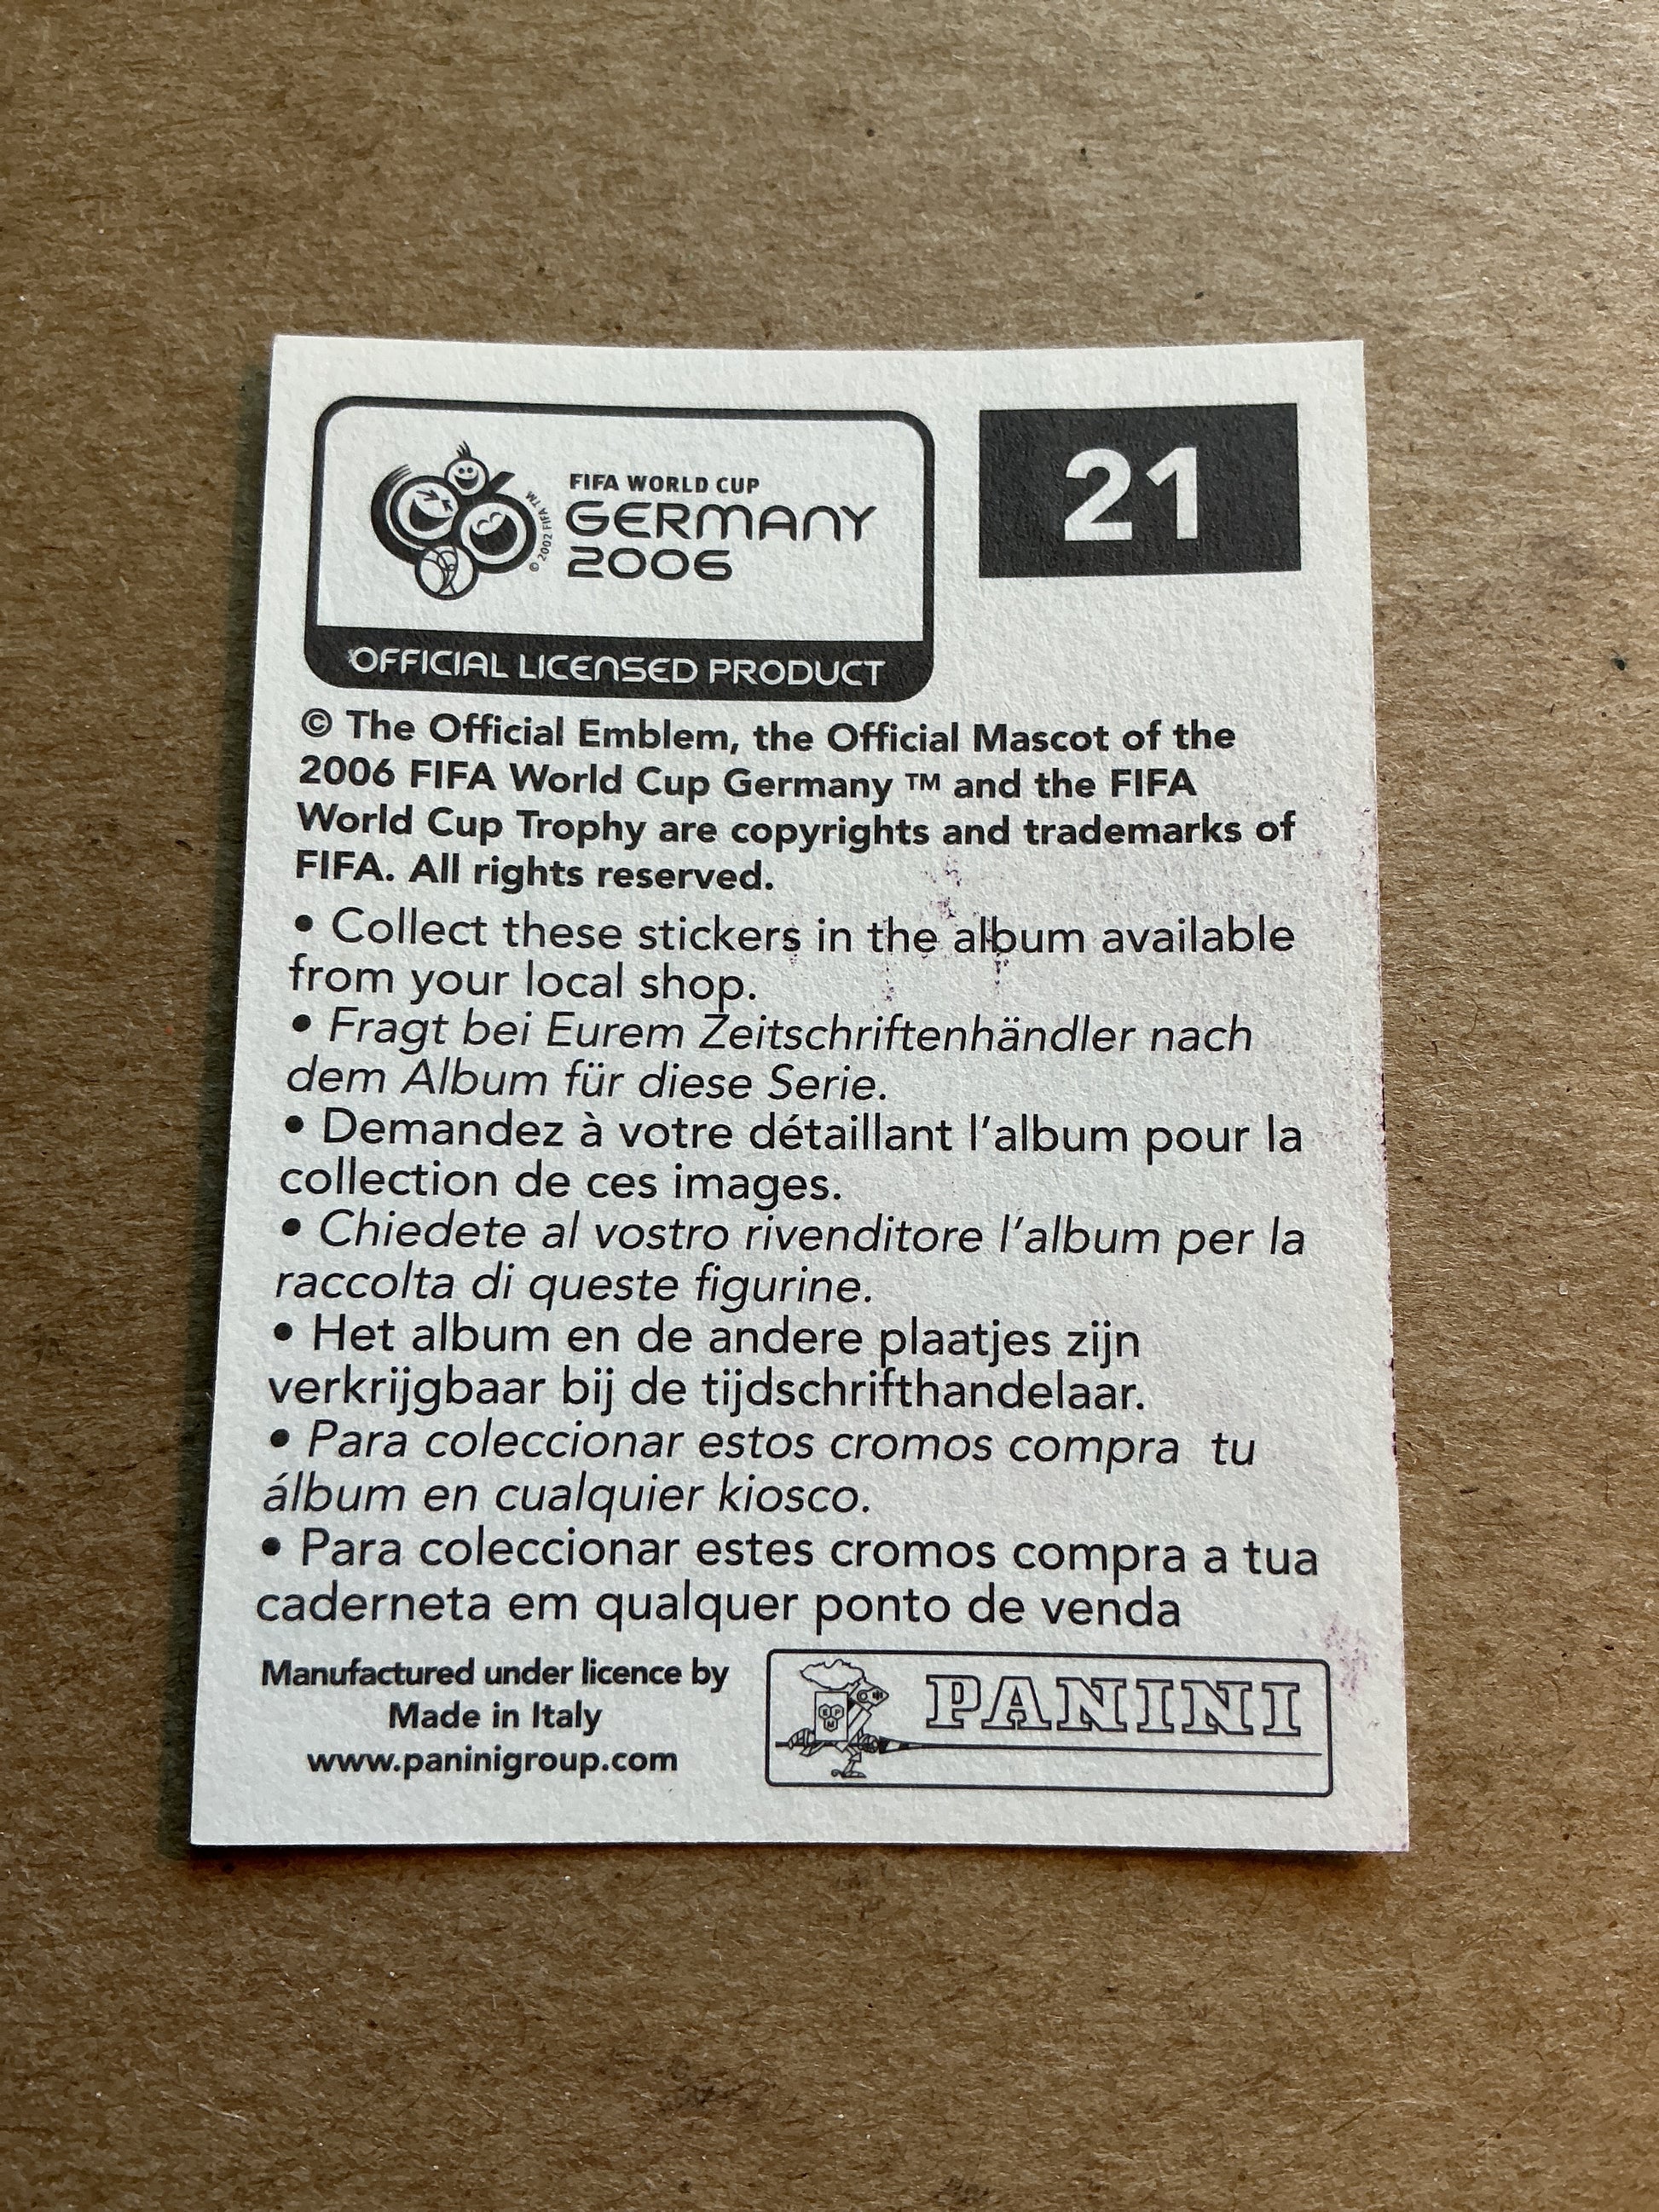 FIFA WORLD CUP
GERMANY
2006
© 2002 FIFA TM
21
OFFICIAL LICENSED PRODUCT
© The Official Emblem, the Official Mascot of the
2006 FIFA World Cup Germany ™ and the FIFA
World Cup Trophy are copyrights and trademarks of
FIFA. All rights reserved.
• Collect these stickers in the album available
from your local shop.
• Fragt bei Eurem Zeitschriftenhändler nach
dem Album für diese Serie.
• Demandez à votre détaillant l'album pour la
collection de ces images.
• Chiedete al vostro rivenditore l'album per la
raccolta di queste figurine.
• Het album en de andere plaatjes zijn
verkrijgbaar bij de tijdschrifthandelaar.
• Para coleccionar estos cromos compra tu
álbum en cualquier kiosco.
• Para coleccionar estes cromos compra a tua
caderneta em qualquer ponto de venda
Manufactured under licence by
Made in Italy
www.paninigroup.com
PANINI